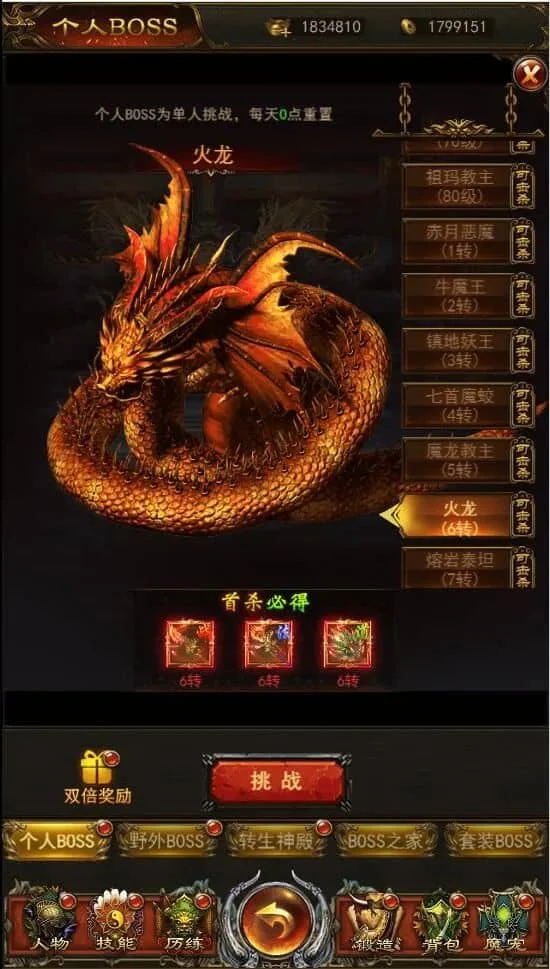 个人BOSS
1834810
1799151
个人BOSS为单人挑战，每天0点重置
火龙
(70级)
祖玛教主
(80级)
可击杀
赤月恶魔
(1转)
可击杀
牛魔王
(2转)
可击杀
镇地妖王
(3转)
可击杀
七首魔蛟
(4转)
可击杀
魔龙教主
(5转)
可击杀
火龙
(6转)
可击杀
熔岩泰坦
(7转)
可击杀
首杀必得
6转
6转
6转
双倍奖励
挑战
个人BOSS
野外BOSS
转生神殿
BOSS之家
套装BOSS
人物
技能
历练
锻造
背包
魔宠